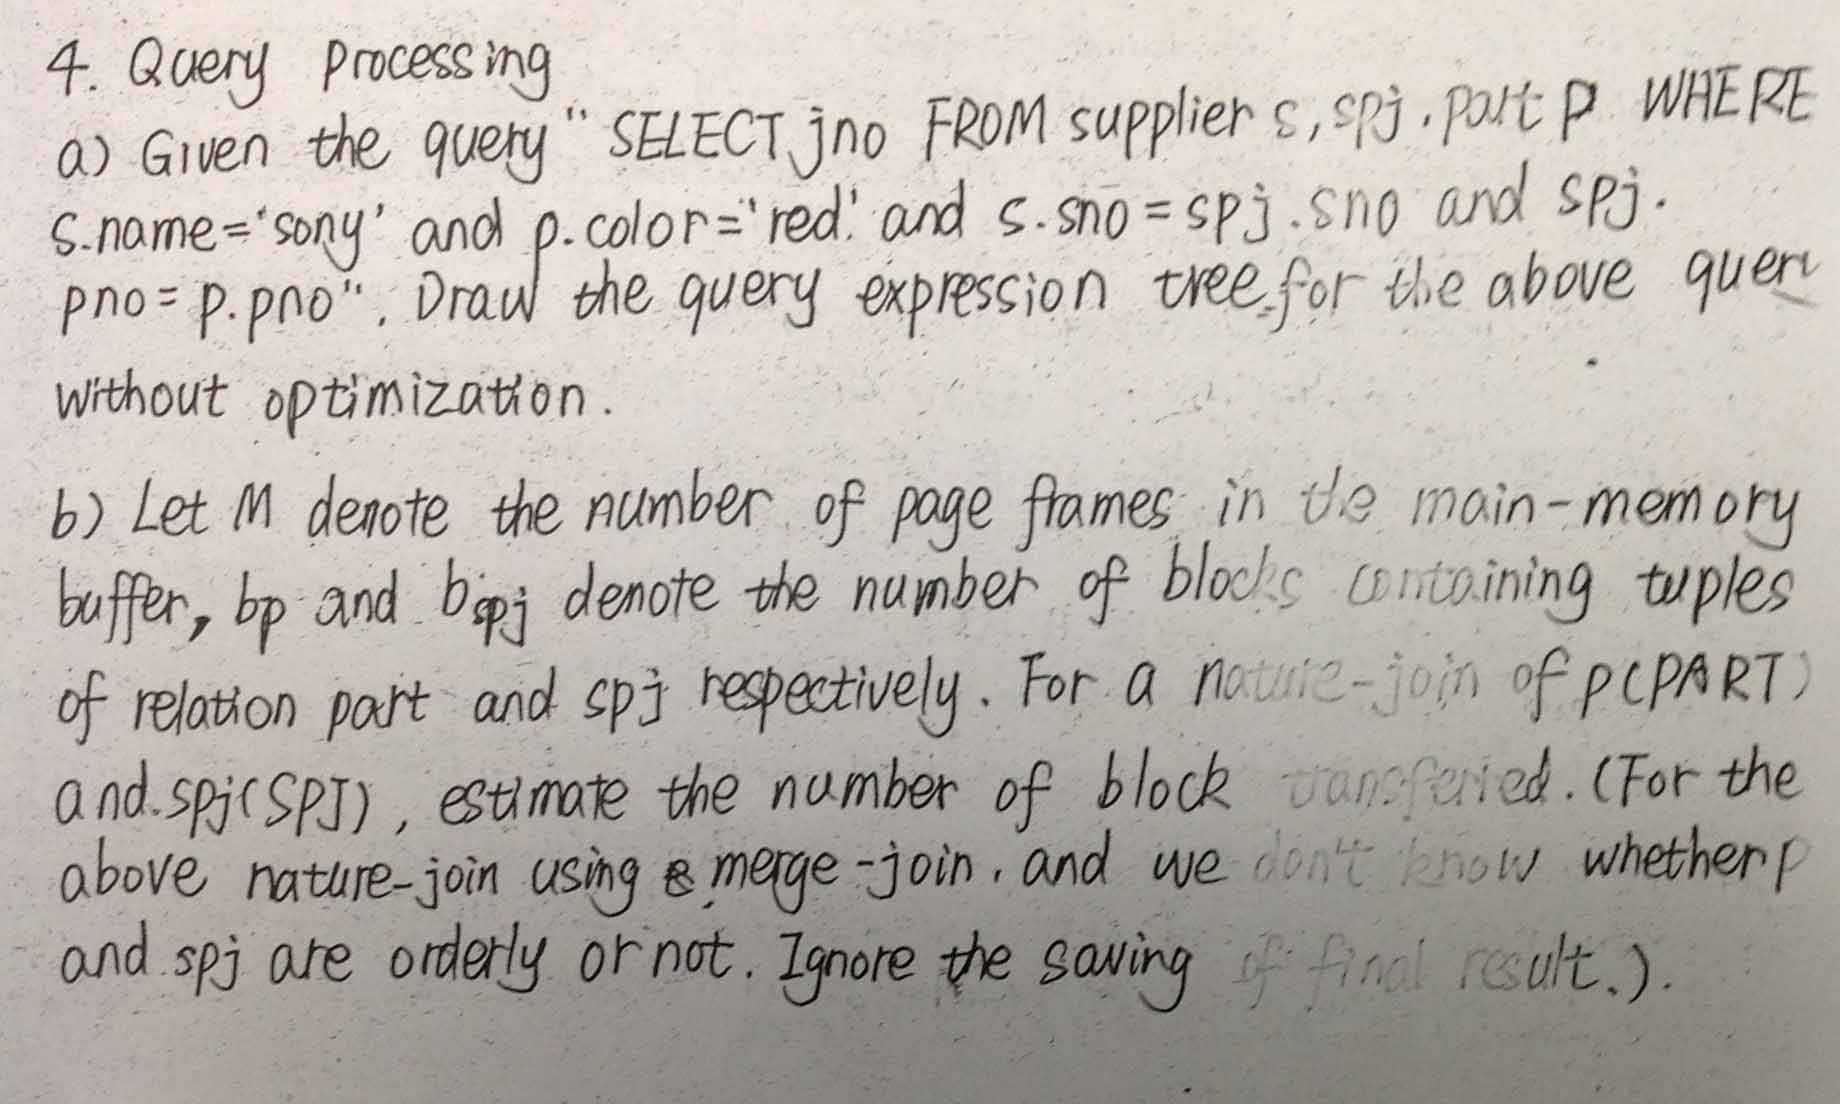 4. Query processing
a) Given the query " SELECT jno FROM supplier s, spj, part p WHERE
s.name='sony' and p.color='red' and s.sno=spj.sno and spj.
pno=p.pno". Draw the query expression tree for the above query
without optimization.
b) Let M denote the number of page frames in the main-memory
buffer, bp and bspj denote the number of blocks containing tuples
of relation part and spj respectively. For a nature-join of p(PART)
and spj(SPJ), estimate the number of block transferied. (For the
above nature-join using merge-join, and we don't know whether p
and spj are orderly or not. Ignore the saving of final result.).